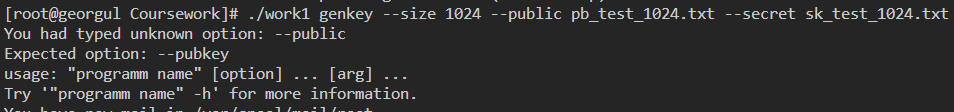 [root@georgul Coursework]# ./work1 genkey --size 1024 --public pb_test_1024.txt --secret sk_test_1024.txt
You had typed unknown option: --public
Expected option: --pubkey
usage: "programm name" [option] ... [arg] ...
Try '"programm name" -h' for more information.
You have new mail in /var/spool/mail/root